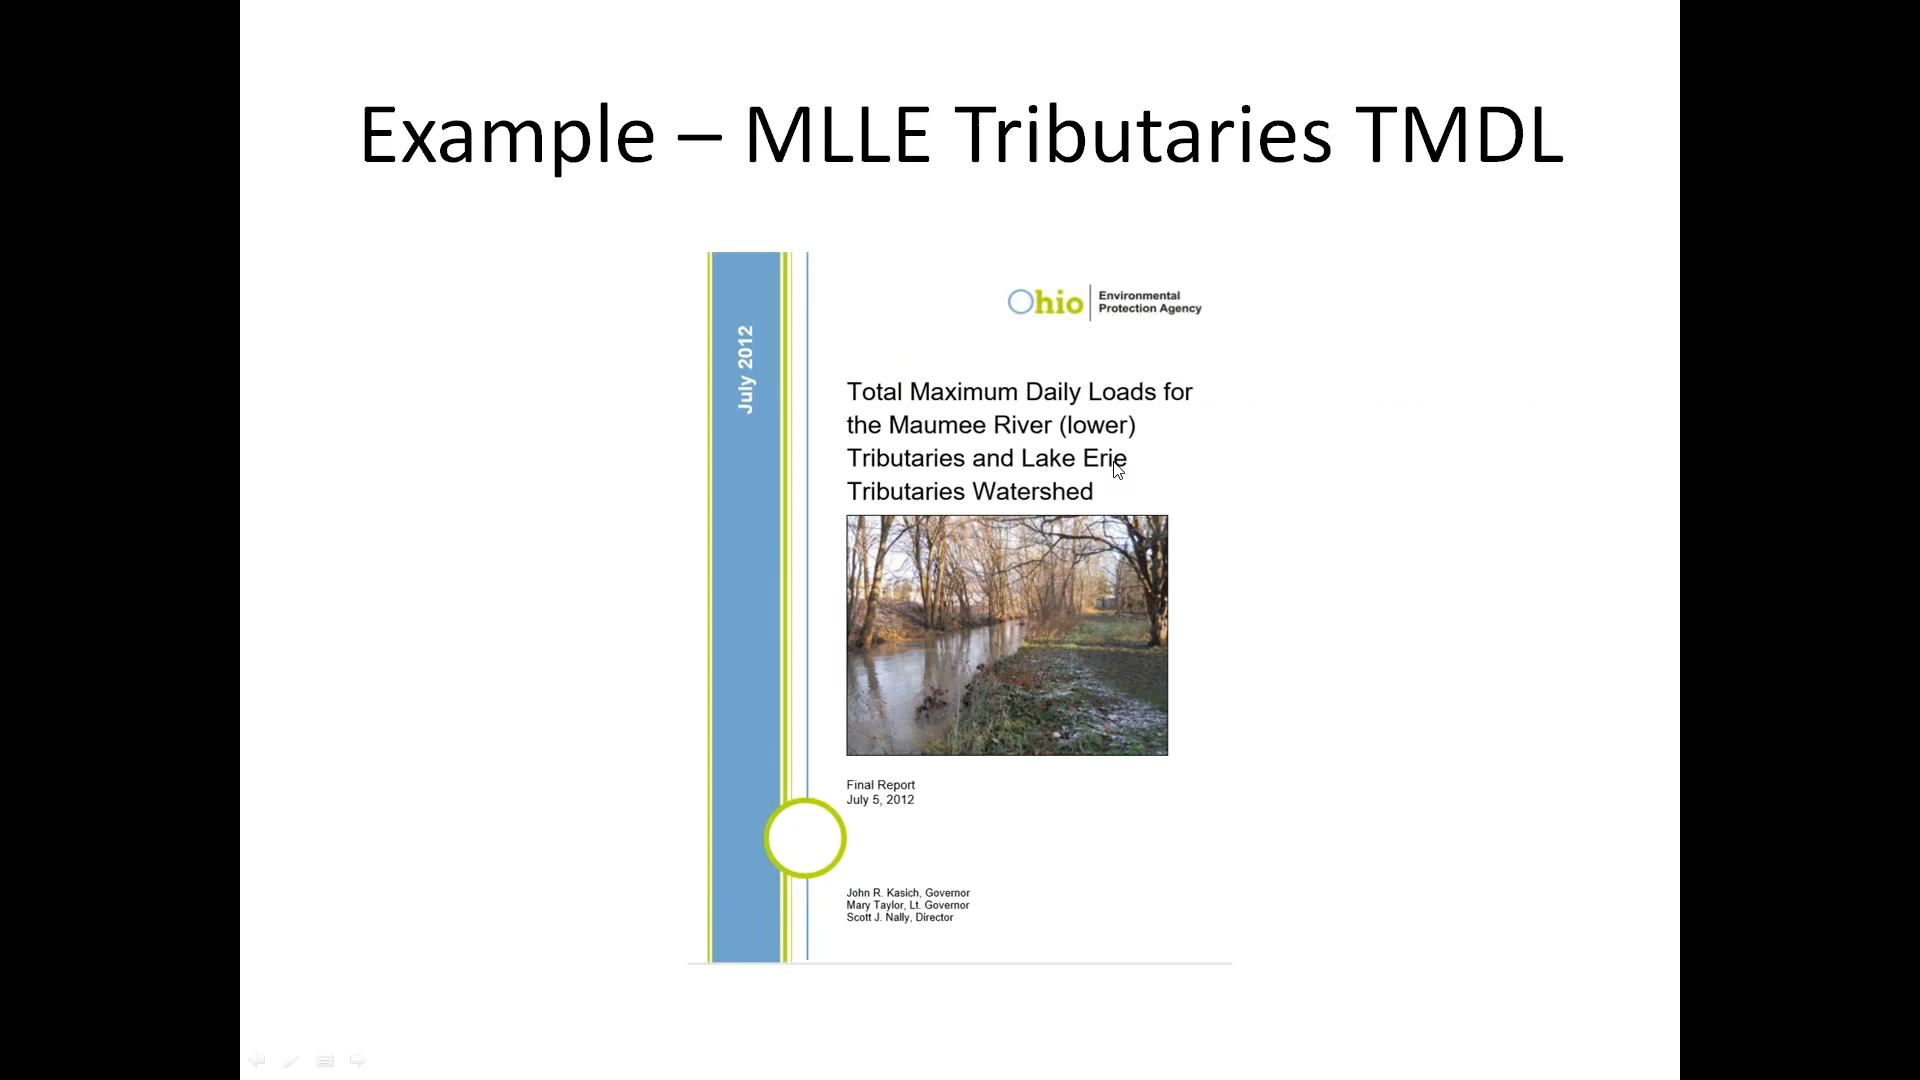 Example – MLLE Tributaries TMDL
July 2012
Ohio
Environmental
Protection Agency
Total Maximum Daily Loads for
the Maumee River (lower)
Tributaries and Lake Erie
Tributaries Watershed
Final Report
July 5, 2012
John R. Kasich, Governor
Mary Taylor, Lt. Governor
Scott J. Nally, Director